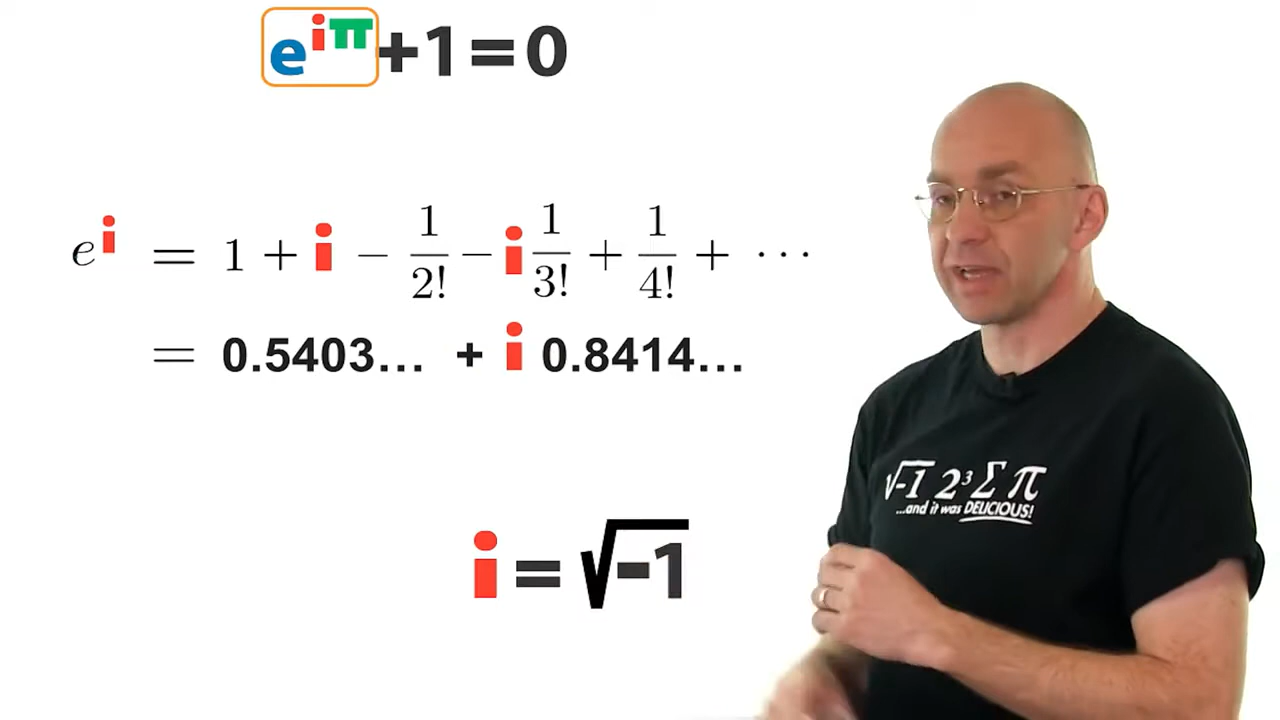 e^{iπ}+1=0
e^i = 1 + i − 1/2! − i 1/3! + 1/4! + ⋯
= 0.5403... + i 0.8414...
√-1 2³ Σ π
...and it was DELICIOUS!
i=√-1